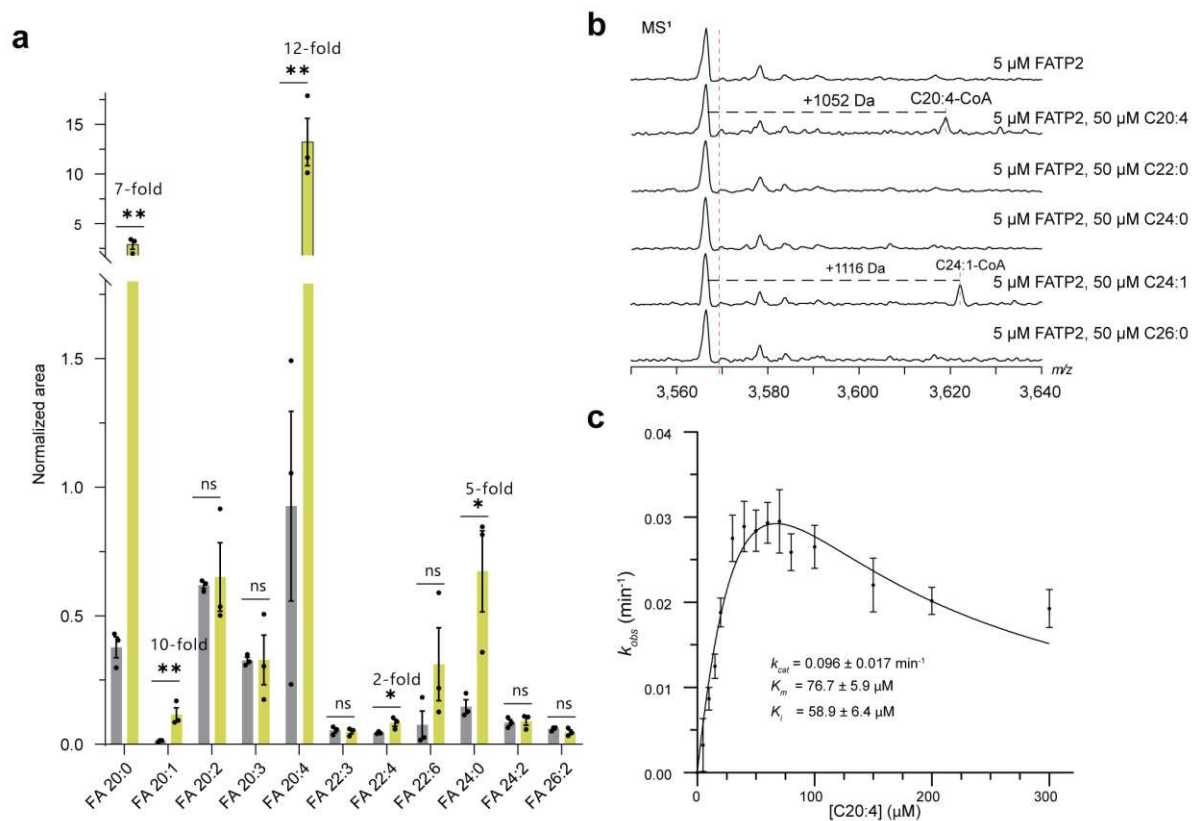 a
12-fold
**
15
10
7-fold
**
5
1.5
1.0
0.5
0.0
Normalized area
10-fold
**
ns
ns
ns
2-fold
*
ns
5-fold
*
ns
ns
FA 20:0
FA 20:1
FA 20:2
FA 20:3
FA 20:4
FA 22:3
FA 22:4
FA 22:6
FA 24:0
FA 24:2
FA 26:2
b
MS¹
5 μM FATP2
+1052 Da
C20:4-CoA
5 μM FATP2, 50 μM C20:4
5 μM FATP2, 50 μM C22:0
5 μM FATP2, 50 μM C24:0
+1116 Da
C24:1-CoA
5 μM FATP2, 50 μM C24:1
5 μM FATP2, 50 μM C26:0
3,560 3,580 3,600 3,620 3,640
m/z
c
0.04
0.03
0.02
0.01
0.00
kobs (min⁻¹)
kcat = 0.096 ± 0.017 min⁻¹
Km = 76.7 ± 5.9 μM
Ki = 58.9 ± 6.4 μM
0 100 200 300
[C20:4] (μM)